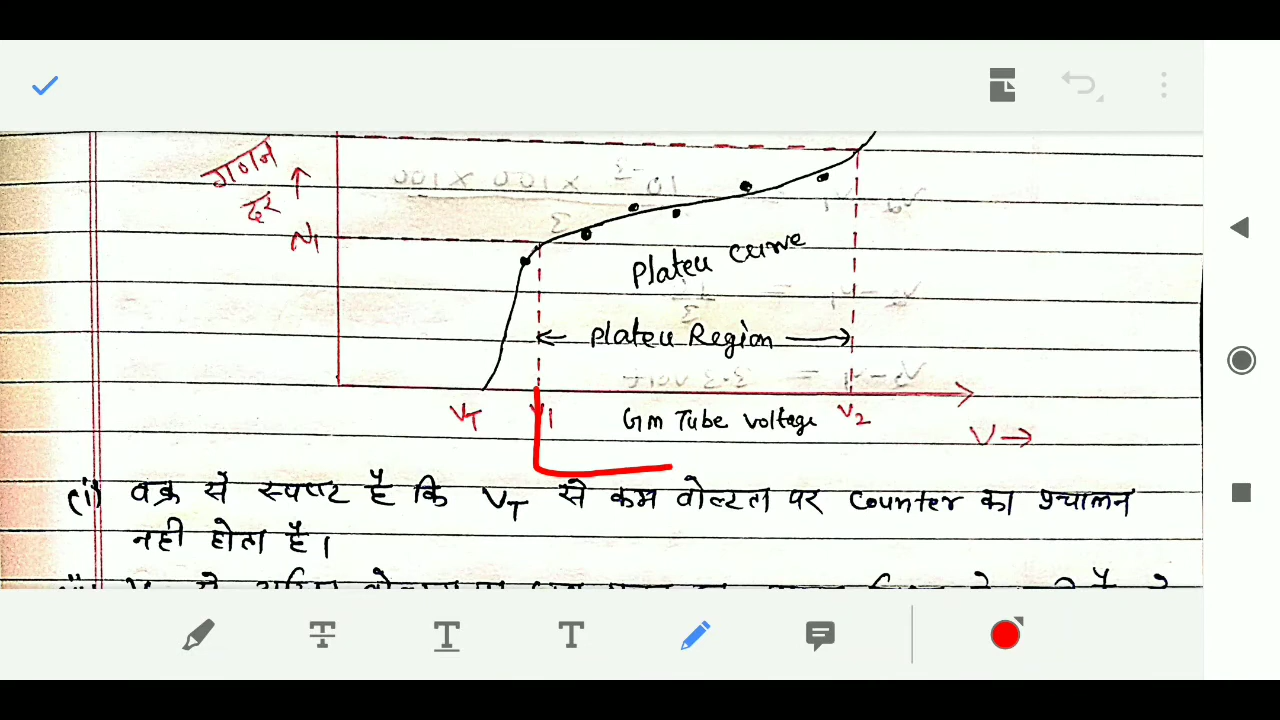 गणन
दर
N1
Plateu curve
Plateu Region
VT V1 Gm Tube voltage V2
V→
(i) वक्र से स्पष्ट है कि VT से कम वोल्टता पर Counter का श्चालन
नही होता है।